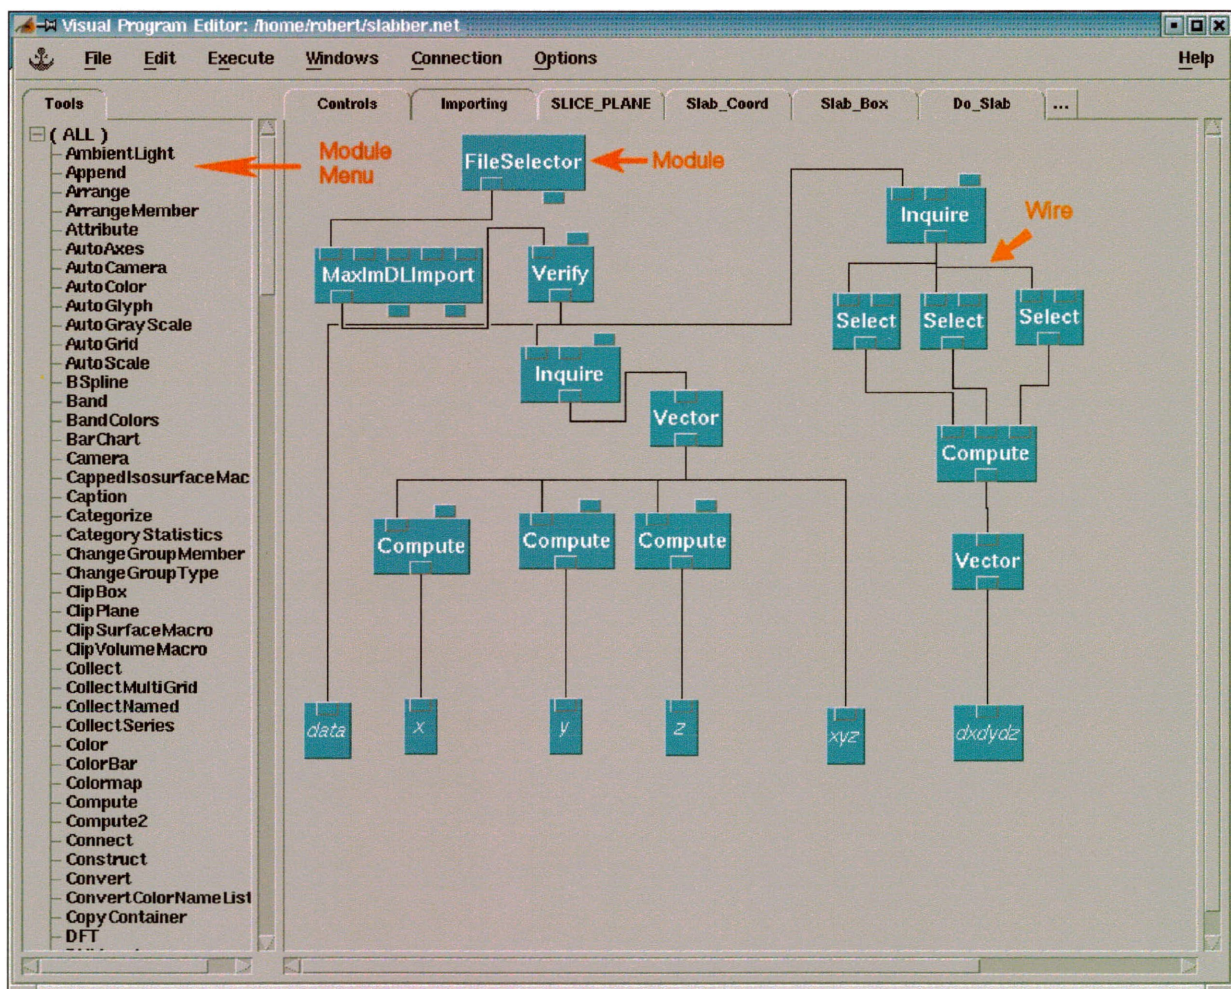 Visual Program Editor: /home/robert/slabber.net
File Edit Execute Windows Connection Options Help
Tools
Controls Importing SLICE_PLANE Slab_Coord Slab_Box Do_Slab ...
( ALL )
AmbientLight
Append
Arrange
ArrangeMember
Attribute
AutoAxes
AutoCamera
AutoColor
AutoGlyph
AutoGrayScale
AutoGrid
AutoScale
BSpline
Band
BandColors
BarChart
Camera
CappedIsosurfaceMac
Caption
Categorize
CategoryStatistics
ChangeGroupMember
ChangeGroupType
ClipBox
ClipPlane
ClipSurfaceMacro
ClipVolumeMacro
Collect
CollectMultiGrid
CollectNamed
CollectSeries
Color
ColorBar
Colormap
Compute
Compute2
Connect
Construct
Convert
ConvertColorNameList
CopyContainer
DFT
Module
Menu
FileSelector
Module
Inquire
Wire
MaxImDLImport
Verify
Select
Select
Select
Inquire
Vector
Compute
Compute
Compute
Compute
Vector
data
x
y
z
xyz
dxdydz